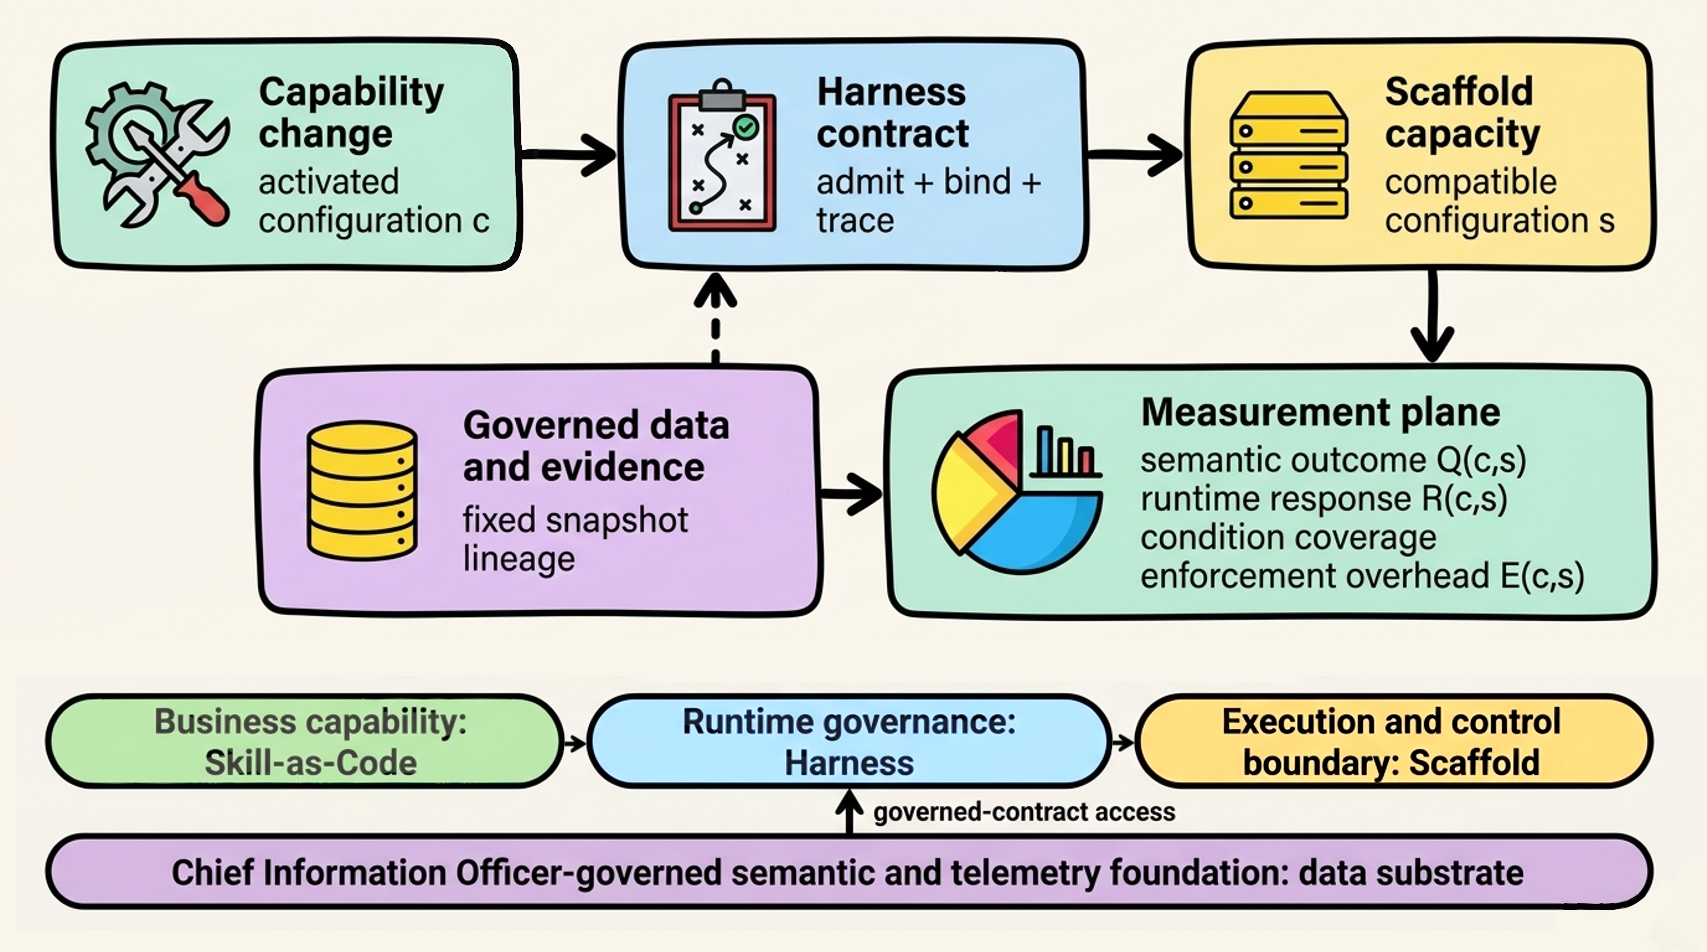 Capability
change
activated
configuration c
Harness
contract
admit + bind +
trace
Scaffold
capacity
compatible
configuration s
Governed data
and evidence
fixed snapshot
lineage
Measurement plane
semantic outcome Q(c,s)
runtime response R(c,s)
condition coverage
enforcement overhead E(c,s)
Business capability:
Skill-as-Code
Runtime governance:
Harness
Execution and control
boundary: Scaffold
governed-contract access
Chief Information Officer-governed semantic and telemetry foundation: data substrate